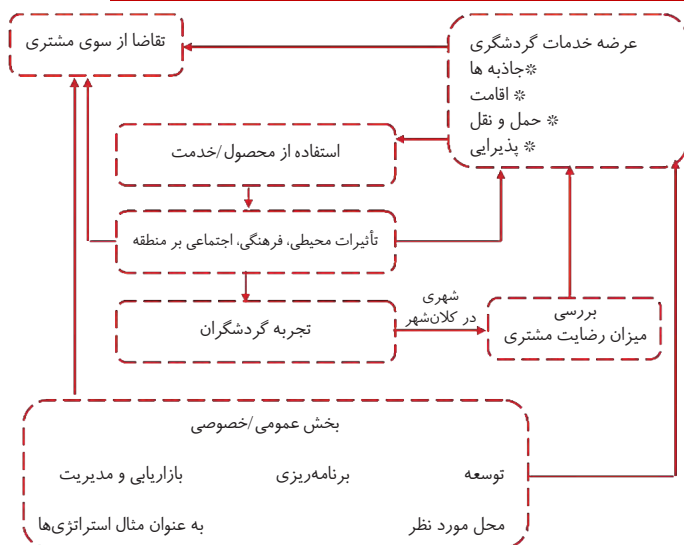 عرضه خدمات گردشگری
※جاذبه ها
※ اقامت
※ حمل و نقل
※ پذیرایی
تقاضا از سوی مشتری
استفاده از محصول/خدمت
تأثیرات محیطی، فرهنگی، اجتماعی بر منطقه
تجربه گردشگران
شهری
در کلان‌شهر
بررسی
میزان رضایت مشتری
بخش عمومی/خصوصی
توسعه برنامه‌ریزی بازاریابی و مدیریت
محل مورد نظر به عنوان مثال استراتژی‌ها